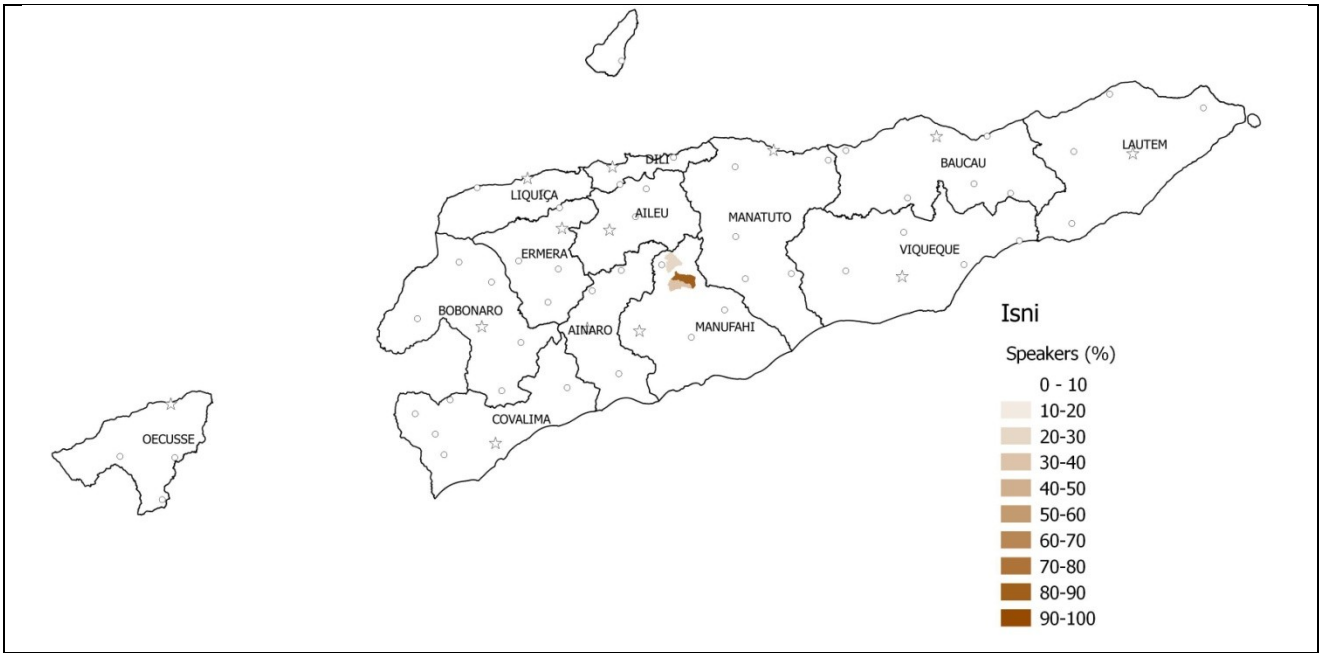 DILI
LAUTEM
BAUCAU
LIQUIÇA
AILEU
MANATUTO
VIQUEQUE
ERMERA
BOBONARO
AINARO
MANUFAHI
COVALIMA
OECUSSE
Isni
Speakers (%)
0 - 10
10-20
20-30
30-40
40-50
50-60
60-70
70-80
80-90
90-100